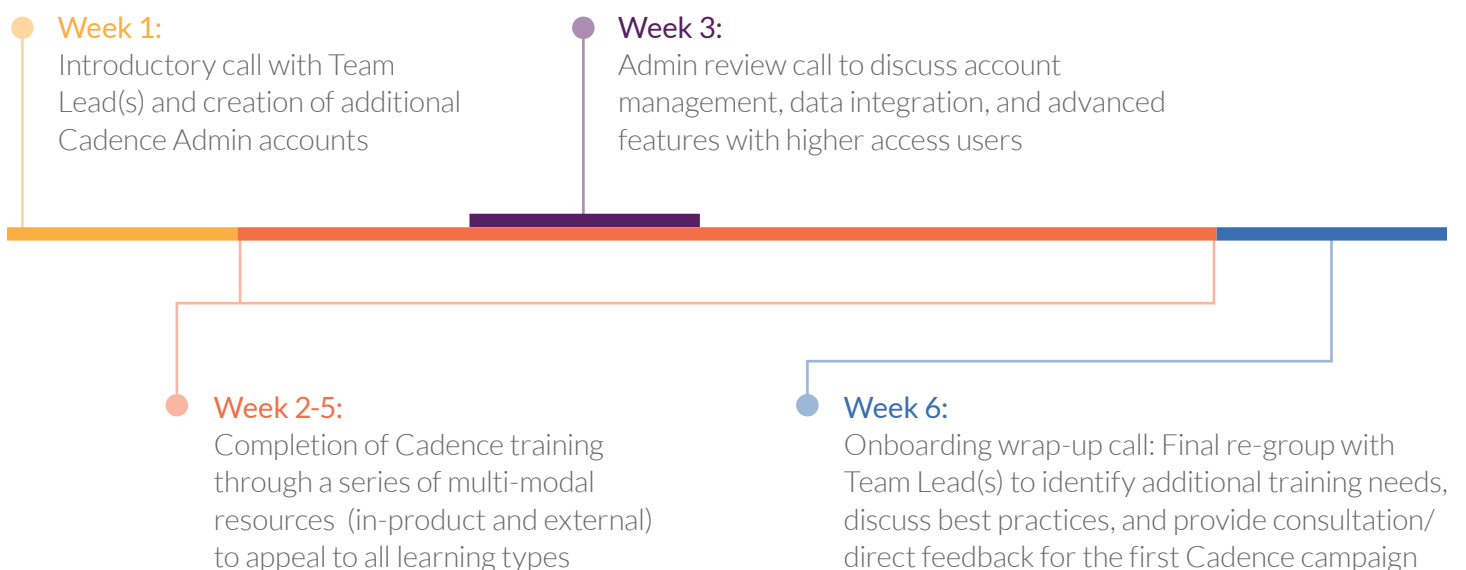 Week 1:
Introductory call with Team
Lead(s) and creation of additional
Cadence Admin accounts
Week 3:
Admin review call to discuss account
management, data integration, and advanced
features with higher access users
Week 2-5:
Completion of Cadence training
through a series of multi-modal
resources (in-product and external)
to appeal to all learning types
Week 6:
Onboarding wrap-up call: Final re-group with
Team Lead(s) to identify additional training needs,
discuss best practices, and provide consultation/
direct feedback for the first Cadence campaign